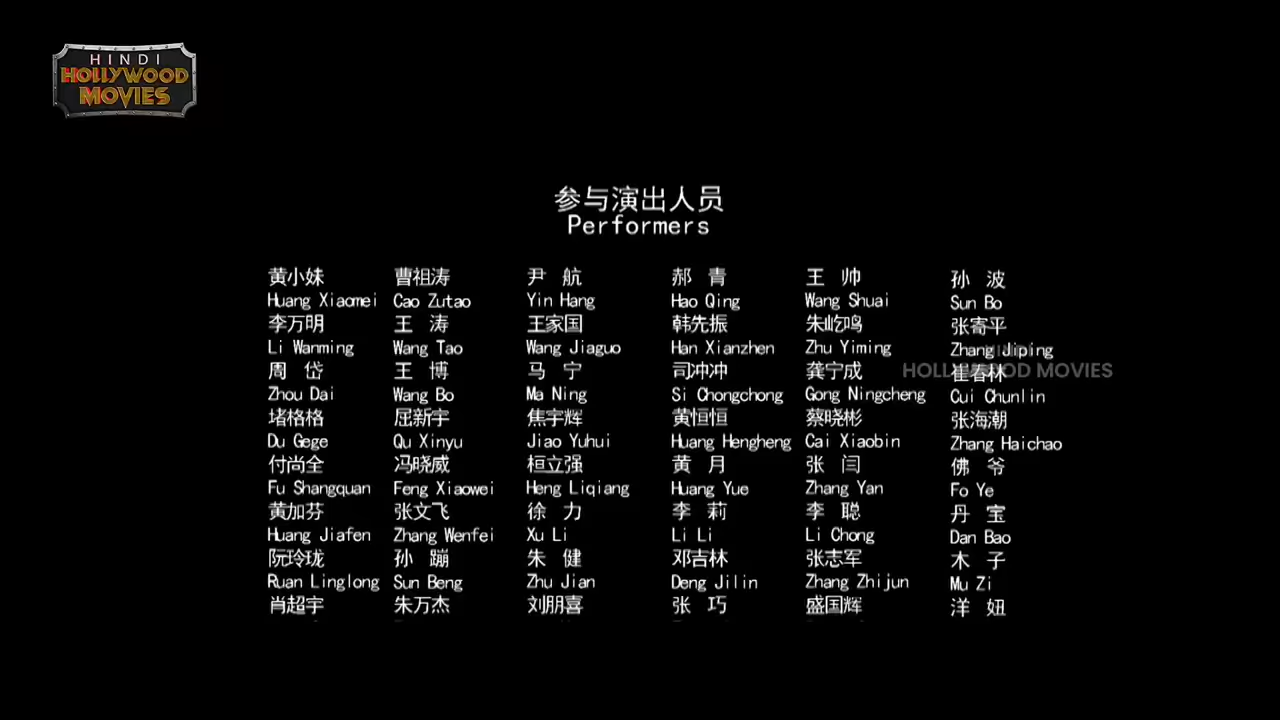 HINDI
HOLLYWOOD
MOVIES
参与演出人员
Performers
黄小妹 曹祖涛 尹 航 郝 青 王 帅 孙 波
Huang Xiaomei Cao Zutao Yin Hang Hao Qing Wang Shuai Sun Bo
李万明 王 涛 王家国 韩先振 朱屹鸣 张寄平
Li Wanming Wang Tao Wang Jiaguo Han Xianzhen Zhu Yiming Zhang Jiping
周 岱 王 博 马 宁 司冲冲 龚宁成 崔春林
Zhou Dai Wang Bo Ma Ning Si Chongchong Gong Ningcheng Cui Chunlin
堵格格 屈新宇 焦宇辉 黄恒恒 蔡晓彬 张海潮
Du Gege Qu Xinyu Jiao Yuhui Huang Hengheng Cai Xiaobin Zhang Haichao
付尚全 冯晓威 桓立强 黄 月 张 闫 佛 爷
Fu Shangquan Feng Xiaowei Heng Liqiang Huang Yue Zhang Yan Fo Ye
黄加芬 张文飞 徐 力 李 莉 李 聪 丹 宝
Huang Jiafen Zhang Wenfei Xu Li Li Li Li Chong Dan Bao
阮玲珑 孙 蹦 朱 健 邓吉林 张志军 木 子
Ruan Linglong Sun Beng Zhu Jian Deng Jilin Zhang Zhijun Mu Zi
肖超宇 朱万杰 刘朋喜 张 巧 盛国辉 洋 妞
HINDI
HOLLYWOOD MOVIES